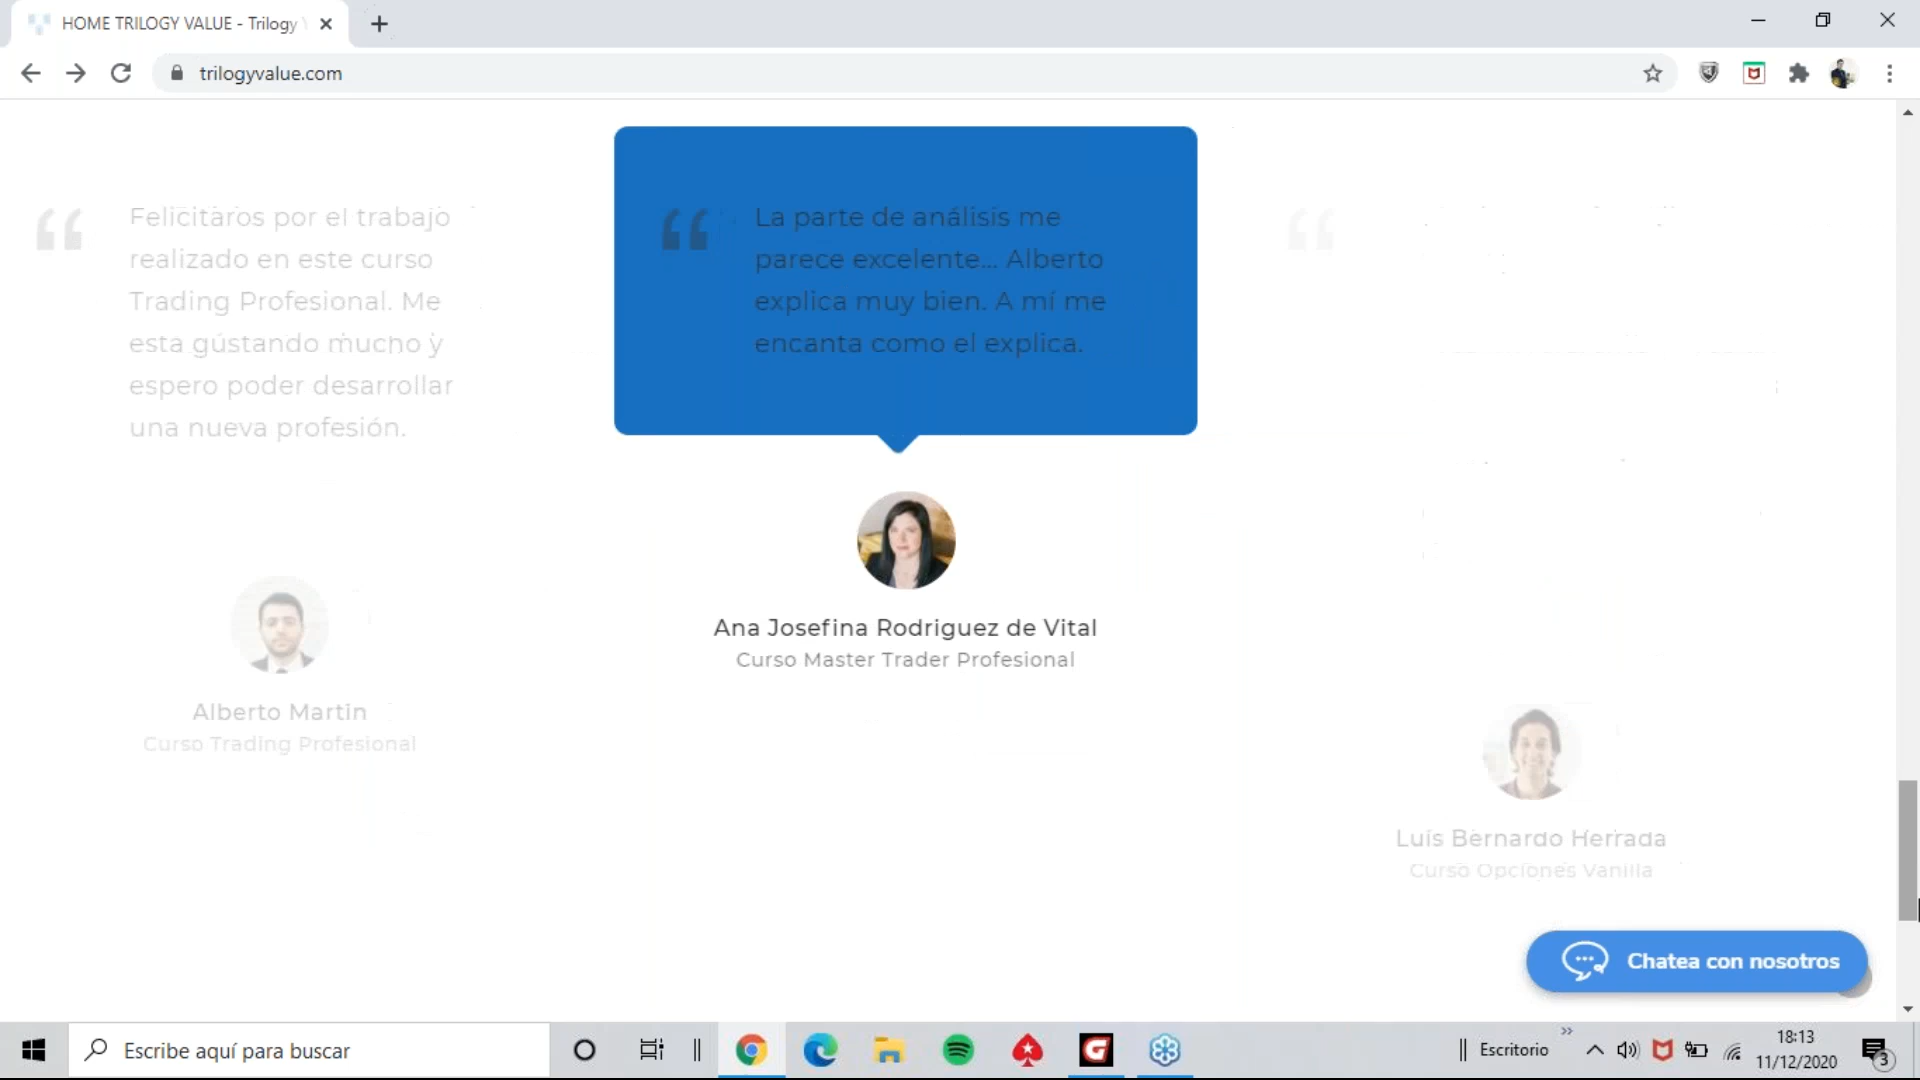 HOME TRILOGY VALUE - Trilogy
trilogyvalue.com
Felicitaros por el trabajo
realizado en este curso
Trading Profesional. Me
esta gustando mucho y
espero poder desarrollar
una nueva profesión.
Alberto Martin
Curso Trading Profesional
La parte de análisis me
parece excelente... Alberto
explica muy bien. A mí me
encanta como el explica.
Ana Josefina Rodriguez de Vital
Curso Master Trader Profesional
Luis Bernardo Herrada
Curso Opciones Vanilla
Chatea con nosotros
Escribe aquí para buscar
Escritorio
18:13
11/12/2020
3